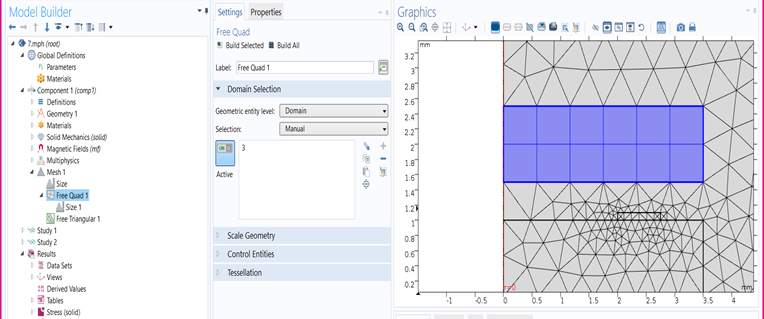 Model Builder
7.mph (root)
Global Definitions
Parameters
Materials
Component 1 (comp1)
Definitions
Geometry 1
Materials
Solid Mechanics (solid)
Magnetic Fields (mf)
Multiphysics
Mesh 1
Size
Free Quad 1
Size 1
Free Triangular 1
Study 1
Study 2
Results
Data Sets
Views
Derived Values
Tables
Stress (solid)
Settings Properties
Free Quad
Build Selected Build All
Label: Free Quad 1
Domain Selection
Geometric entity level: Domain
Selection: Manual
3
Active
Scale Geometry
Control Entities
Tessellation
Graphics
mm
3.2
3
2.8
2.6
2.4
2.2
2
1.8
1.6
1.4
1.2
1
0.8
0.6
0.4
0.2
r=0
mm
-1 -0.5 0 0.5 1 1.5 2 2.5 3 3.5 4